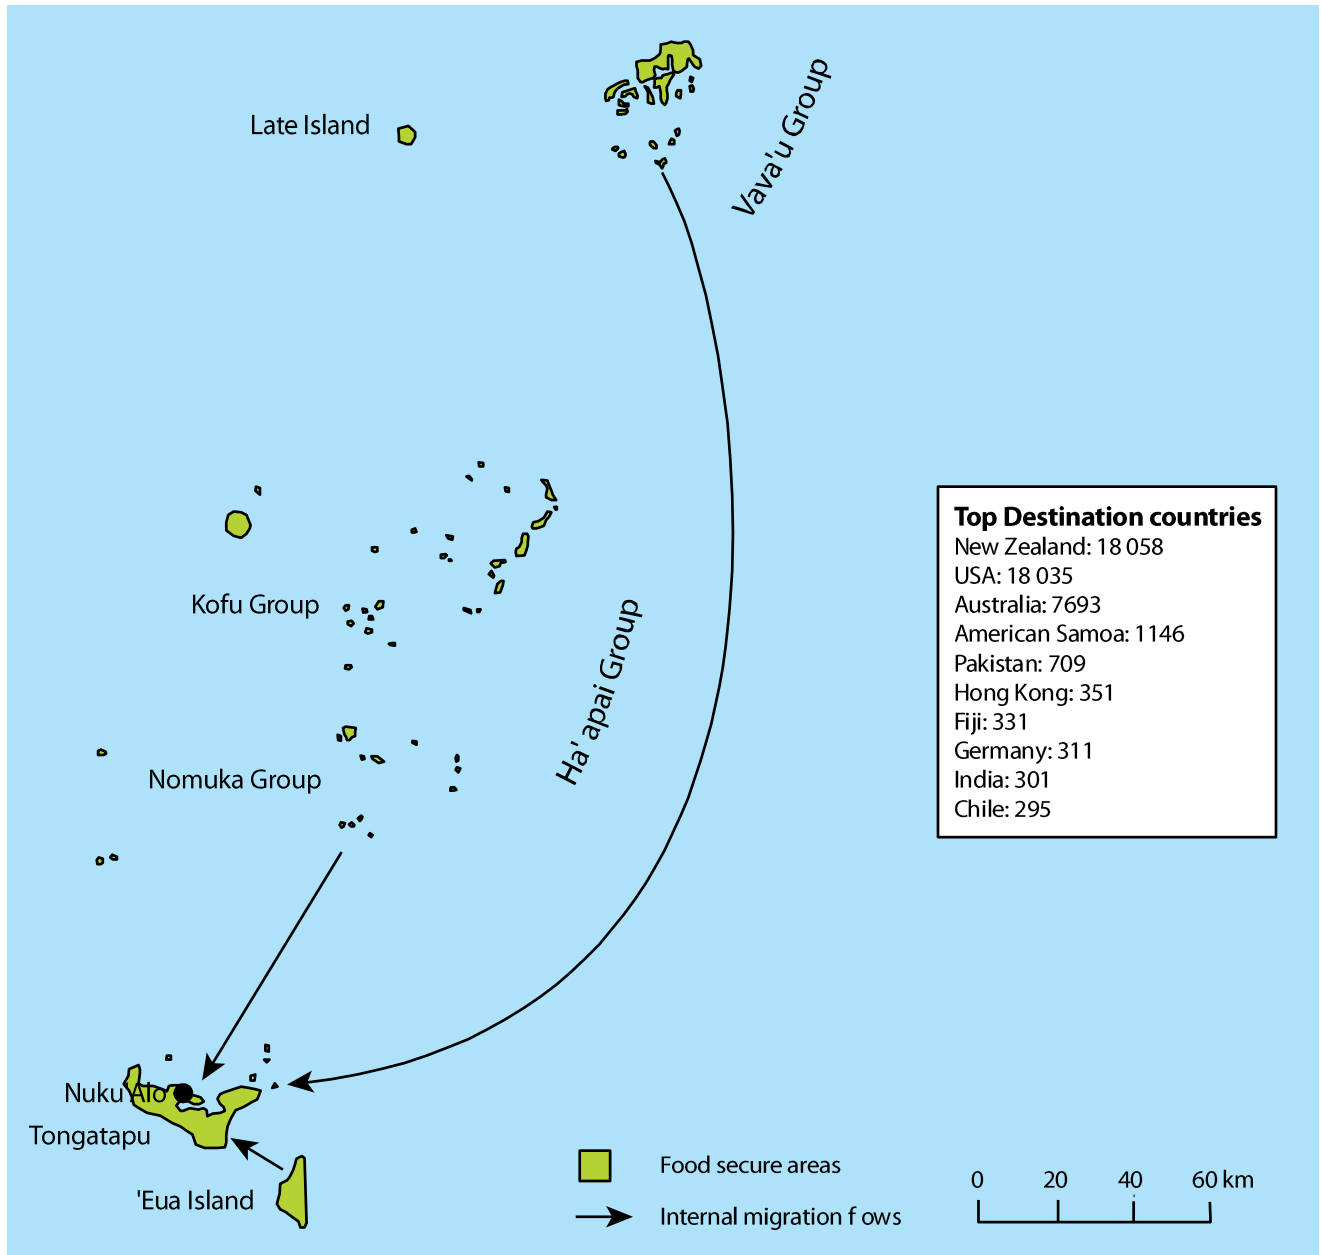 Late Island
Vava'u Group
Kofu Group
Ha' apai Group
Nomuka Group
Top Destination countries
New Zealand: 18 058
USA: 18 035
Australia: 7693
American Samoa: 1146
Pakistan: 709
Hong Kong: 351
Fiji: 331
Germany: 311
India: 301
Chile: 295
Nuku'Alo
Tongatapu
'Eua Island
Food secure areas
Internal migration f ows
0 20 40 60 km